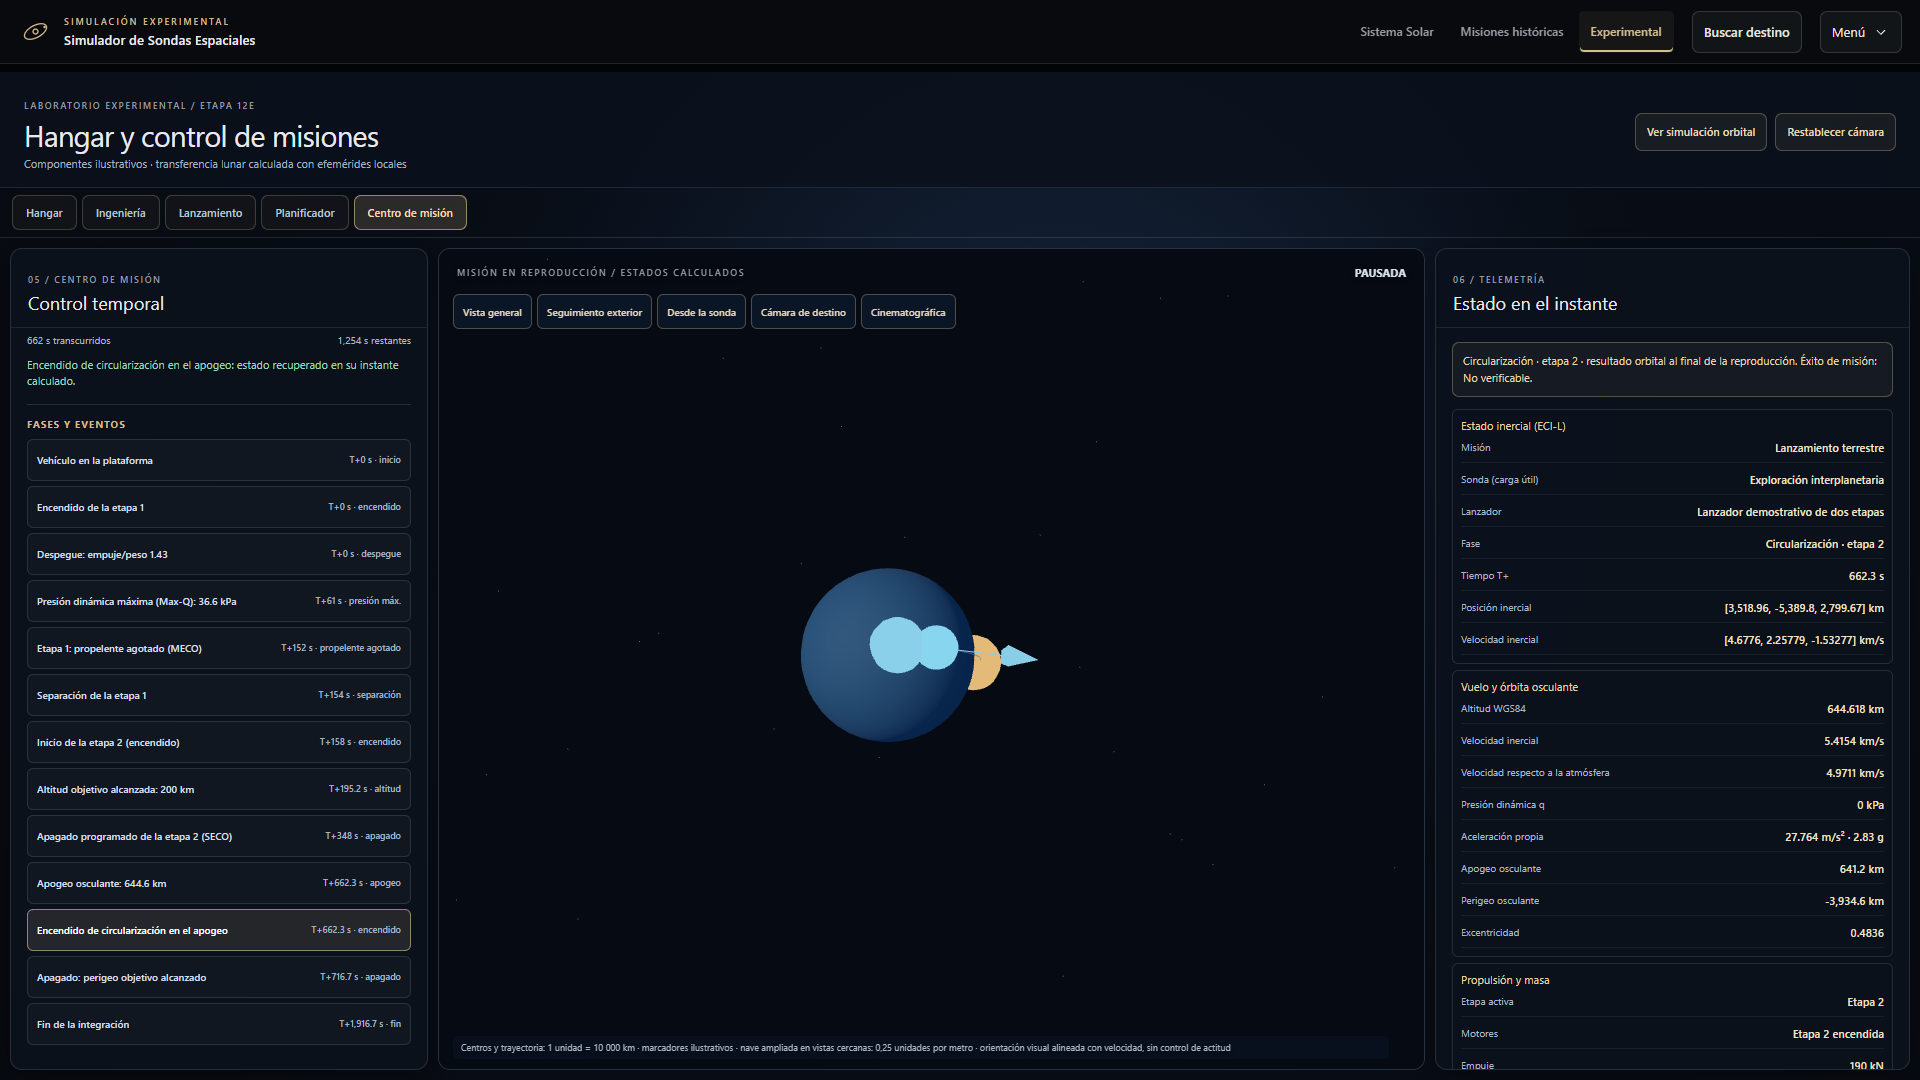 SIMULACIÓN EXPERIMENTAL
Simulador de Sondas Espaciales
Sistema Solar
Misiones históricas
Experimental
Buscar destino
Menú
LABORATORIO EXPERIMENTAL / ETAPA 12E
Hangar y control de misiones
Componentes ilustrativos · transferencia lunar calculada con efemérides locales
Ver simulación orbital
Restablecer cámara
Hangar
Ingeniería
Lanzamiento
Planificador
Centro de misión
05 / CENTRO DE MISIÓN
Control temporal
662 s transcurridos
1,254 s restantes
Encendido de circularización en el apogeo: estado recuperado en su instante
calculado.
FASES Y EVENTOS
Vehículo en la plataforma T+0 s · inicio
Encendido de la etapa 1 T+0 s · encendido
Despegue: empuje/peso 1.43 T+0 s · despegue
Presión dinámica máxima (Max-Q): 36.6 kPa T+61 s · presión máx.
Etapa 1: propelente agotado (MECO) T+152 s · propelente agotado
Separación de la etapa 1 T+154 s · separación
Inicio de la etapa 2 (encendido) T+158 s · encendido
Altitud objetivo alcanzada: 200 km T+195.2 s · altitud
Apagado programado de la etapa 2 (SECO) T+348 s · apagado
Apogeo osculante: 644.6 km T+662.3 s · apogeo
Encendido de circularización en el apogeo T+662.3 s · encendido
Apagado: perigeo objetivo alcanzado T+716.7 s · apagado
Fin de la integración T+1,916.7 s · fin
MISIÓN EN REPRODUCCIÓN / ESTADOS CALCULADOS
PAUSADA
Vista general
Seguimiento exterior
Desde la sonda
Cámara de destino
Cinematográfica
Centros y trayectoria: 1 unidad = 10 000 km · marcadores ilustrativos · nave ampliada en vistas cercanas: 0,25 unidades por metro · orientación visual alineada con velocidad, sin control de actitud
06 / TELEMETRÍA
Estado en el instante
Circularización · etapa 2 · resultado orbital al final de la reproducción. Éxito de misión:
No verificable.
Estado inercial (ECI-L)
Misión Lanzamiento terrestre
Sonda (carga útil) Exploración interplanetaria
Lanzador Lanzador demostrativo de dos etapas
Fase Circularización · etapa 2
Tiempo T+ 662.3 s
Posición inercial [3,518.96, -5,389.8, 2,799.67] km
Velocidad inercial [4.6776, 2.25779, -1.53277] km/s
Vuelo y órbita osculante
Altitud WGS84 644.618 km
Velocidad inercial 5.4154 km/s
Velocidad respecto a la atmósfera 4.9711 km/s
Presión dinámica q 0 kPa
Aceleración propia 27.764 m/s² · 2.83 g
Apogeo osculante 641.2 km
Perigeo osculante -3,934.6 km
Excentricidad 0.4836
Propulsión y masa
Etapa activa Etapa 2
Motores Etapa 2 encendida
Empuje 190 kN